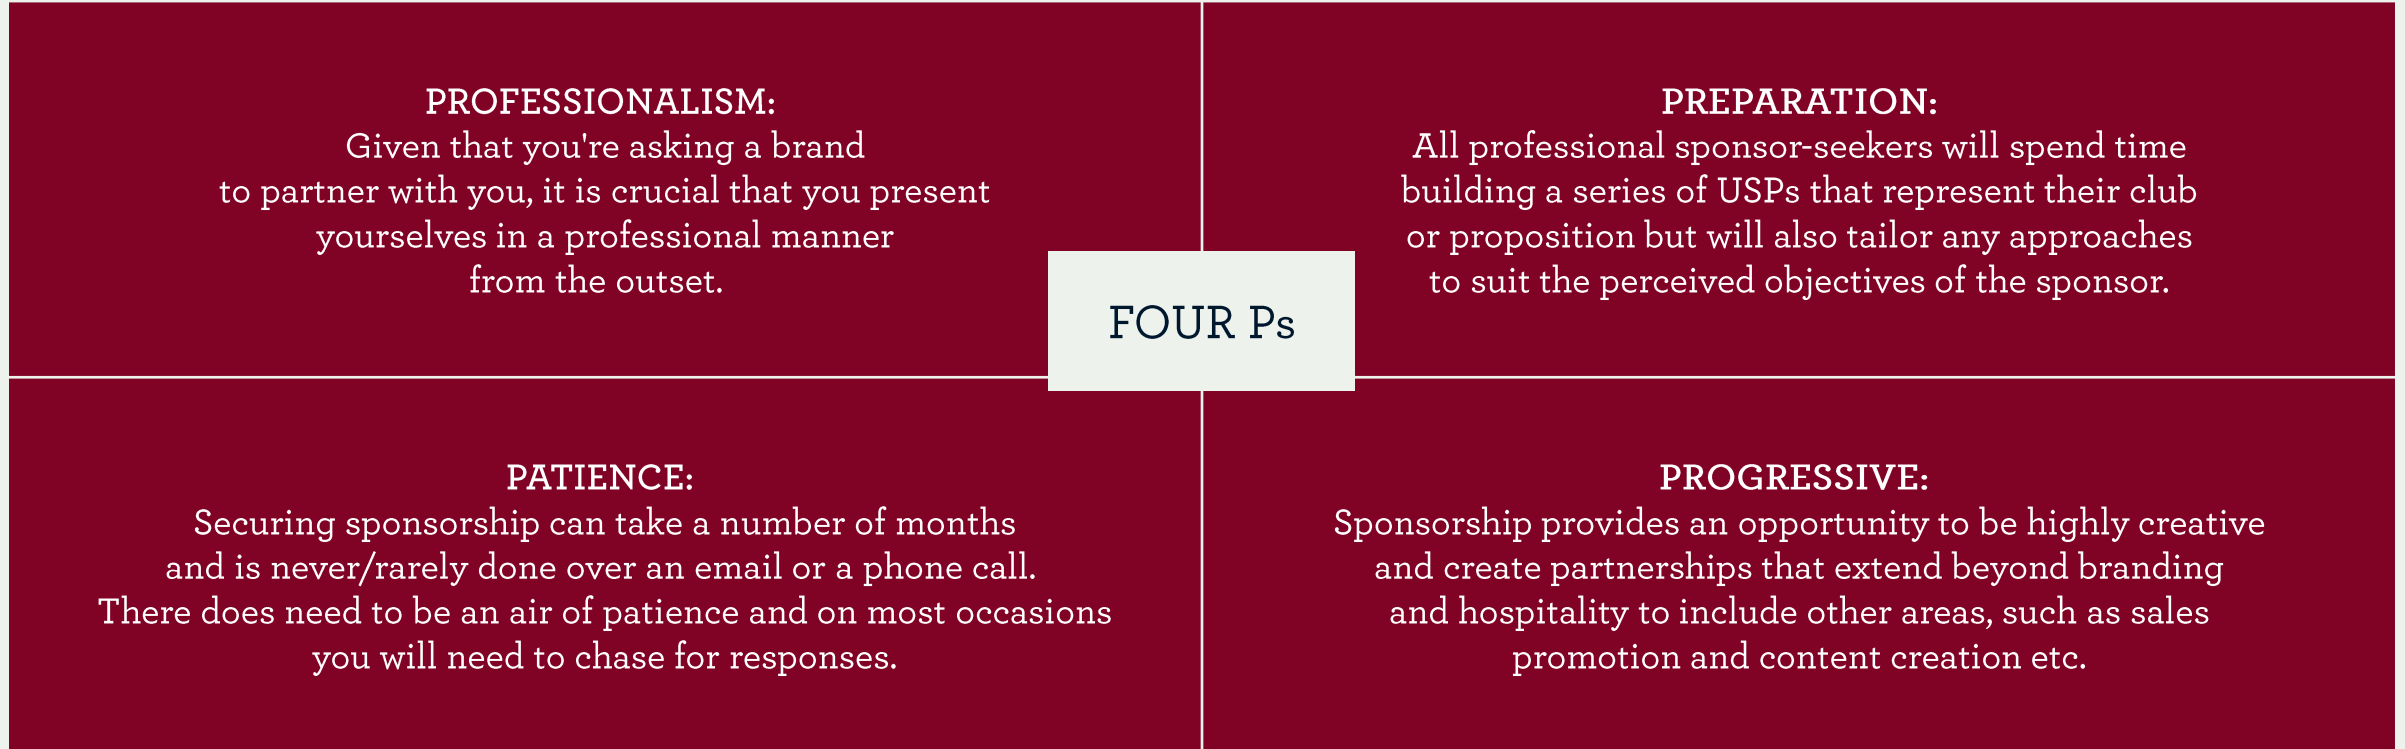 PROFESSIONALISM:
Given that you're asking a brand
to partner with you, it is crucial that you present
yourselves in a professional manner
from the outset.
PREPARATION:
All professional sponsor-seekers will spend time
building a series of USPs that represent their club
or proposition but will also tailor any approaches
to suit the perceived objectives of the sponsor.
FOUR Ps
PATIENCE:
Securing sponsorship can take a number of months
and is never/rarely done over an email or a phone call.
There does need to be an air of patience and on most occasions
you will need to chase for responses.
PROGRESSIVE:
Sponsorship provides an opportunity to be highly creative
and create partnerships that extend beyond branding
and hospitality to include other areas, such as sales
promotion and content creation etc.